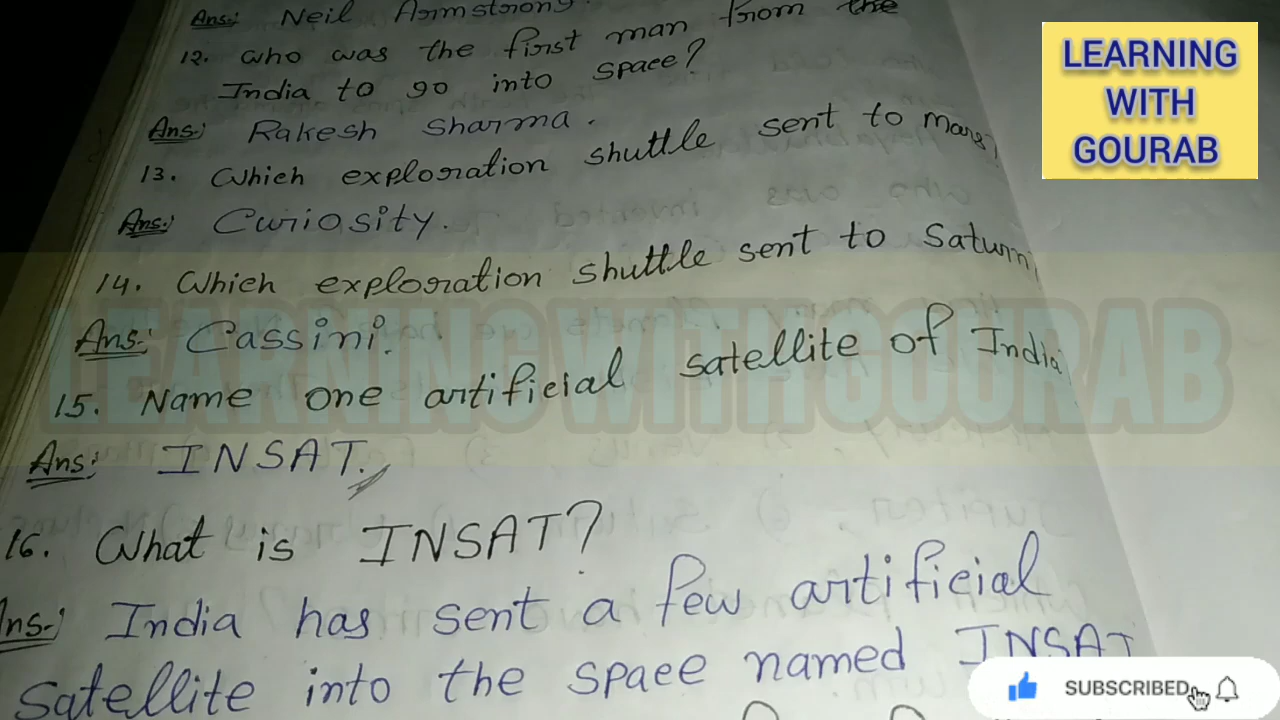 Ans: Neil Armstrong.
12. Who was the first man from the
India to go into space?
Ans: Rakesh Sharma.
13. Which exploration shuttle sent to Mars,
Ans: Curiosity.
14. Which exploration shuttle sent to Saturn,
Ans: Cassini.
15. Name one artificial satellite of India
Ans: INSAT.
16. What is INSAT?
Ans: India has sent a few artificial
satellite into the space named INSAT
LEARNING
WITH
GOURAB
LEARNINGWITHGOURAB
SUBSCRIBED